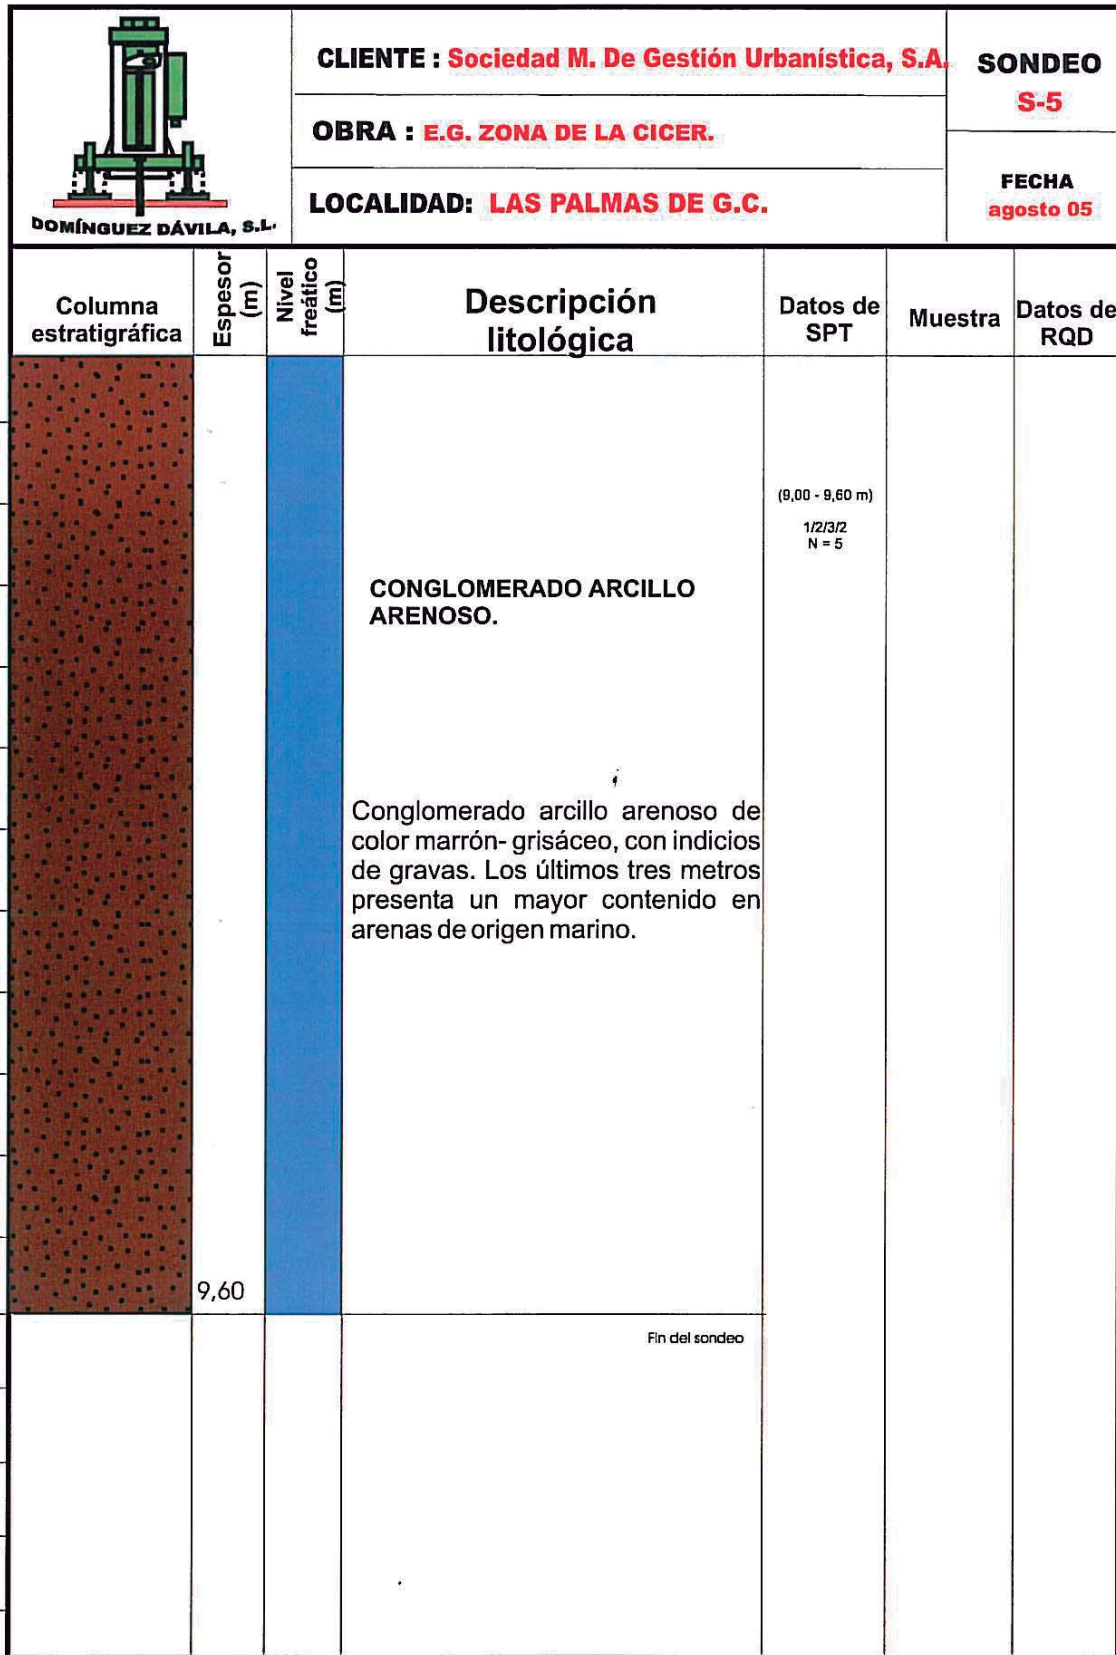 DOMÍNGUEZ DÁVILA, S.L.
CLIENTE : Sociedad M. De Gestión Urbanística, S.A.
OBRA : E.G. ZONA DE LA CICER.
LOCALIDAD: LAS PALMAS DE G.C.
SONDEO
S-5
FECHA
agosto 05
Columna
estratigráfica
Espesor
(m)
Nivel
freático
(m)
Descripción
litológica
Datos de
SPT
Muestra
Datos de
RQD
(9,00 - 9,60 m)
1/2/3/2
N = 5
CONGLOMERADO ARCILLO
ARENOSO.
Conglomerado arcillo arenoso de
color marrón- grisáceo, con indicios
de gravas. Los últimos tres metros
presenta un mayor contenido en
arenas de origen marino.
9,60
Fin del sondeo